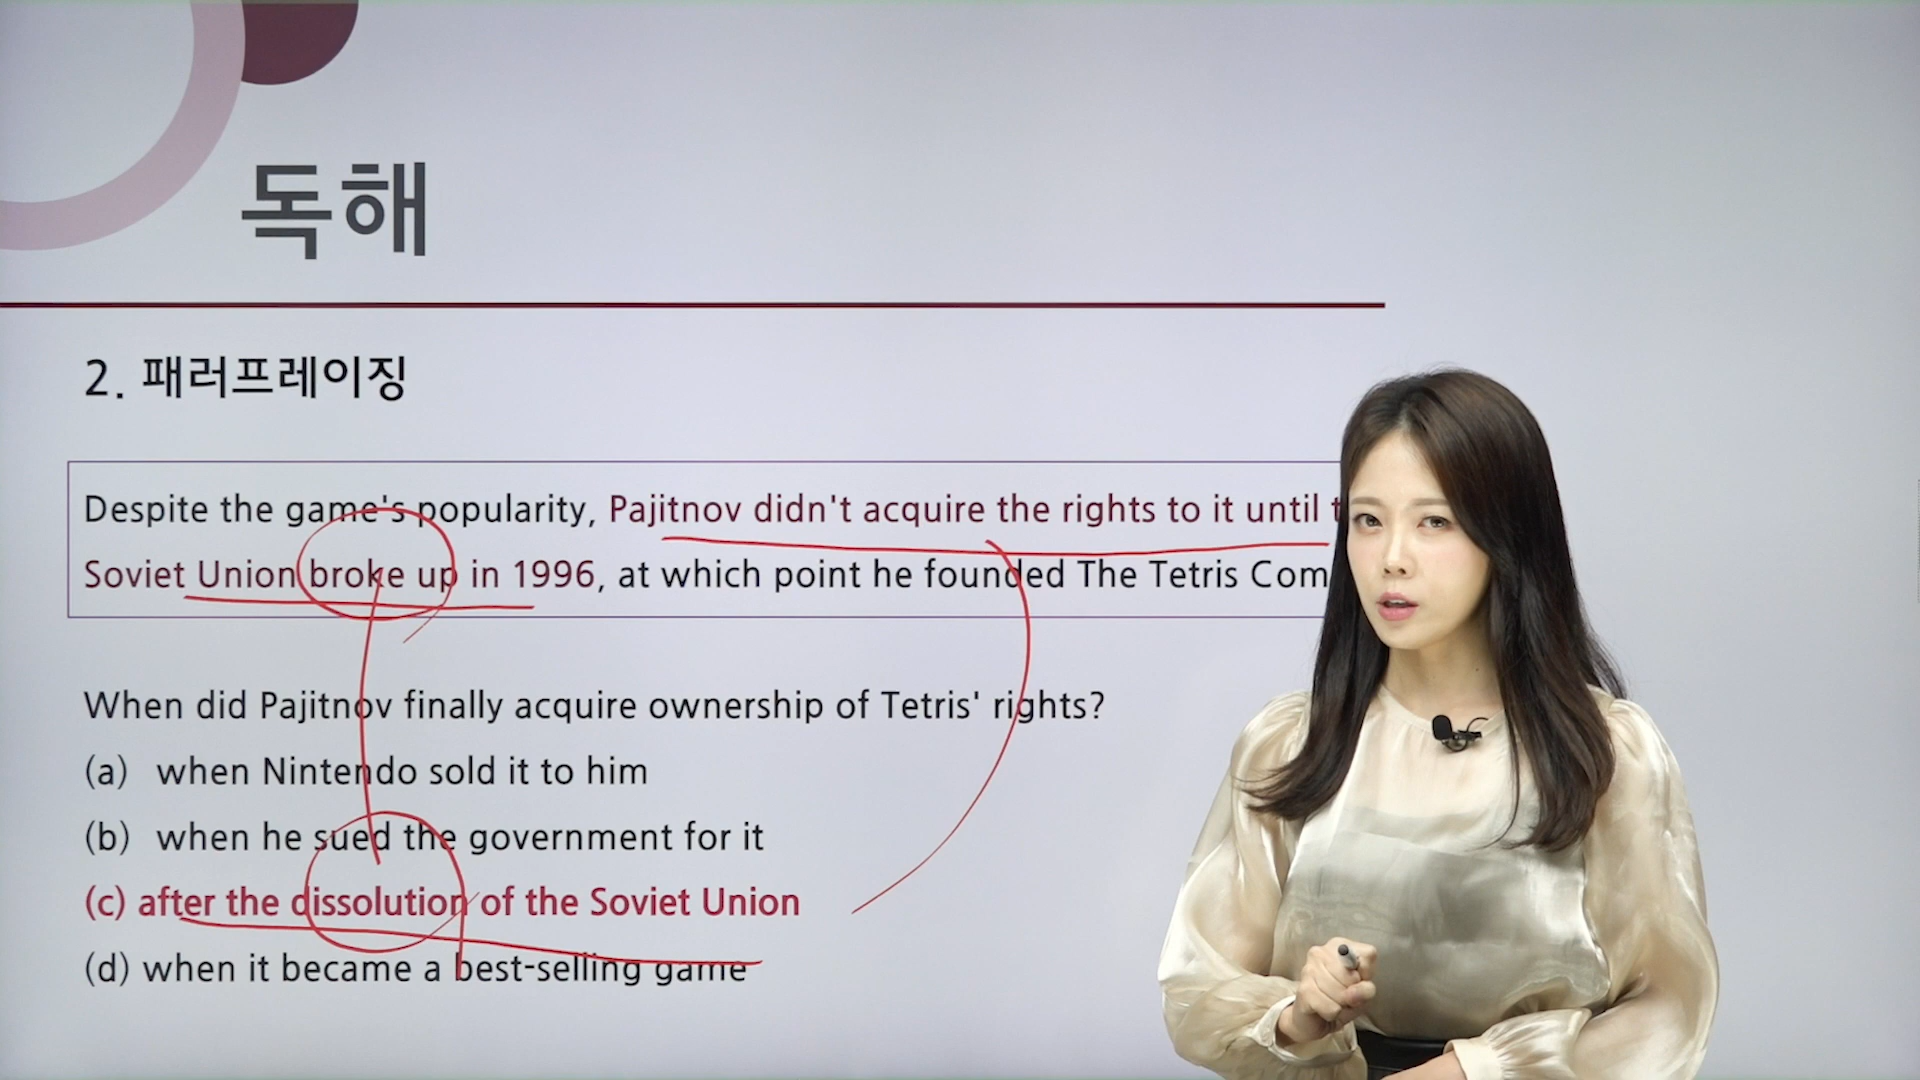 독해
2. 패러프레이징
Despite the game's popularity, Pajitnov didn't acquire the rights to it until
Soviet Union broke up in 1996, at which point he founded The Tetris
When did Pajitnov finally acquire ownership of Tetris' rights?
(a) when Nintendo sold it to him
(b) when he sued the government for it
(c) after the dissolution of the Soviet Union
(d) when it became a best-selling game